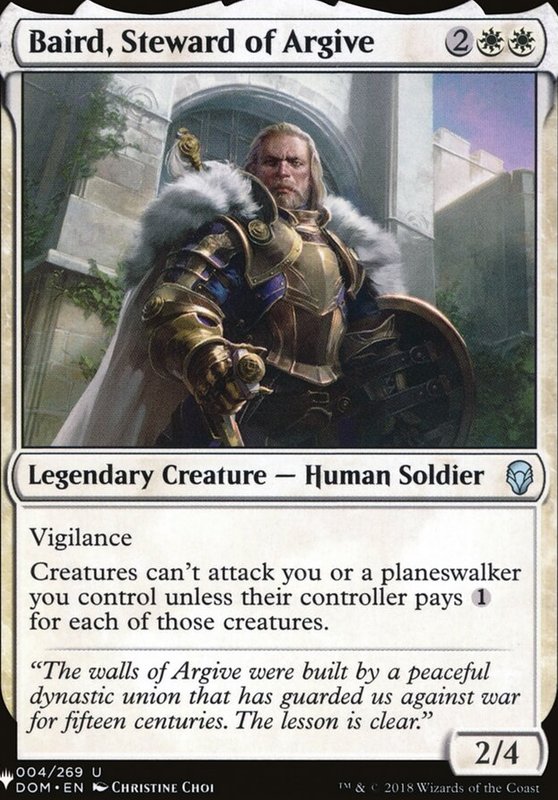 Baird, Steward of Argive 2
Legendary Creature — Human Soldier
Vigilance
Creatures can't attack you or a planeswalker
you control unless their controller pays 1
for each of those creatures.
“The walls of Argive were built by a peaceful
dynastic union that has guarded us against war
for fifteen centuries. The lesson is clear.”
2/4
004/269 U
DOM • EN CHRISTINE CHOI
™ & © 2018 Wizards of the Coast